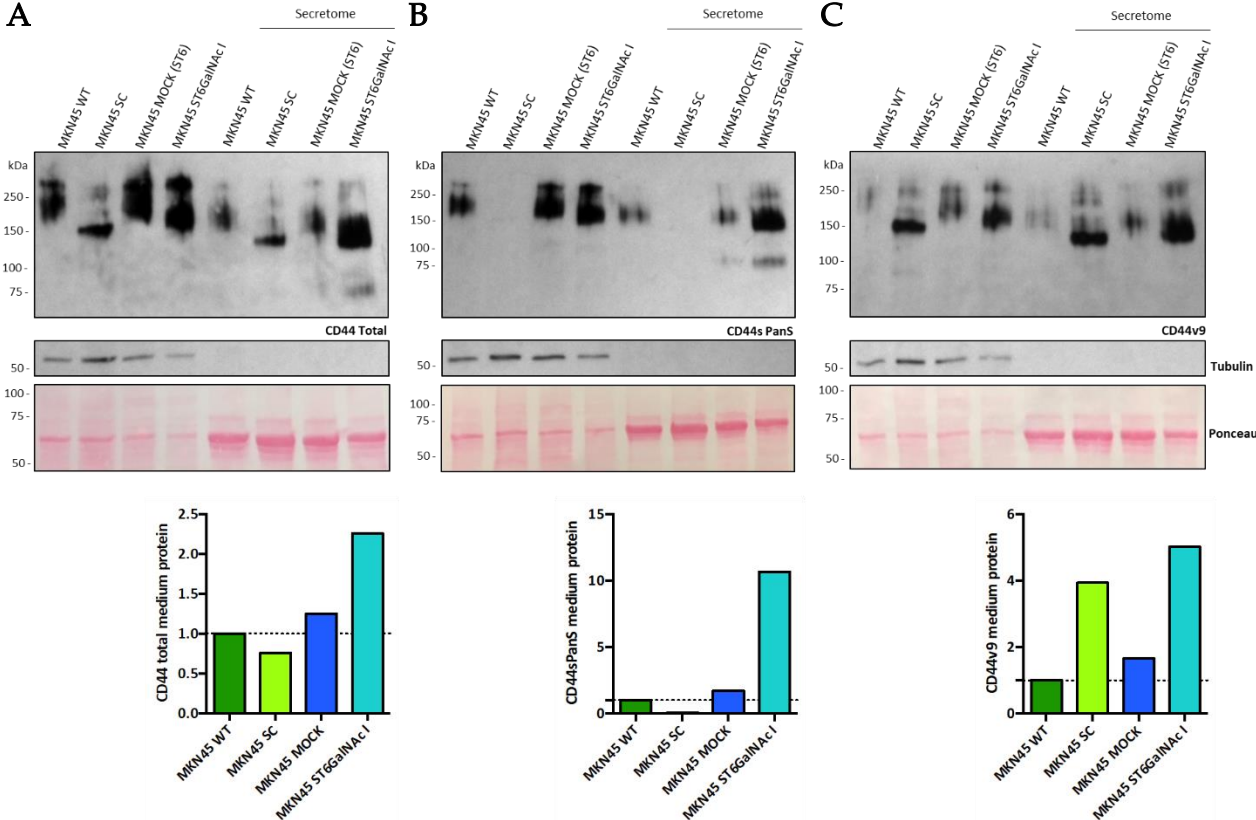 A
Secretome
MKN45 WT
MKN45 SC
MKN45 MOCK (ST6)
MKN45 ST6GalNAc I
MKN45 WT
MKN45 SC
MKN45 MOCK (ST6)
MKN45 ST6GalNAc I
kDa
250 -
150 -
100 -
75 -
CD44 Total
50 -
100 -
75 -
50 -
CD44 total medium protein
2.5
2.0
1.5
1.0
0.5
0.0
MKN45 WT
MKN45 SC
MKN45 MOCK
MKN45 ST6GalNAc I
B
Secretome
MKN45 WT
MKN45 SC
MKN45 MOCK (ST6)
MKN45 ST6GalNAc I
MKN45 WT
MKN45 SC
MKN45 MOCK (ST6)
MKN45 ST6GalNAc I
kDa
250 -
150 -
100 -
75 -
CD44s PanS
50 -
100 -
75 -
50 -
CD44sPanS medium protein
15
10
5
0
MKN45 WT
MKN45 SC
MKN45 MOCK
MKN45 ST6GalNAc I
C
Secretome
MKN45 WT
MKN45 SC
MKN45 MOCK (ST6)
MKN45 ST6GalNAc I
MKN45 WT
MKN45 SC
MKN45 MOCK (ST6)
MKN45 ST6GalNAc I
kDa
250 -
150 -
100 -
75 -
CD44v9
50 -
Tubulin
100 -
75 -
50 -
Ponceau
CD44v9 medium protein
6
4
2
0
MKN45 WT
MKN45 SC
MKN45 MOCK
MKN45 ST6GalNAc I